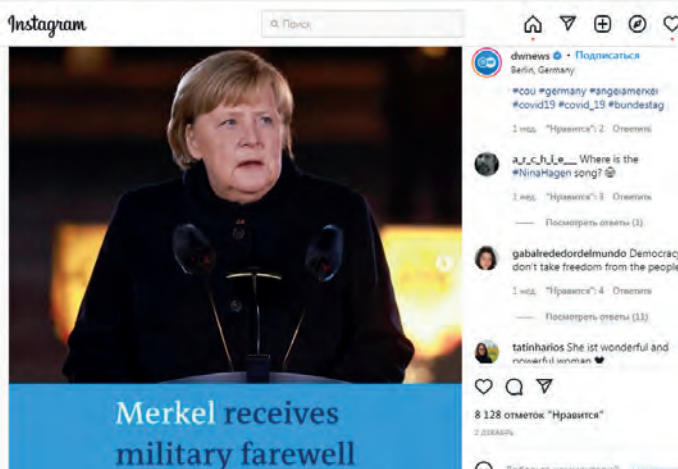 Instagram
Поиск
dwnews • Подписаться
Berlin, Germany
#cdu #germany #angelamerkel
#covid19 #covid_19 #bundestag
1 нед. "Нравится": 2 Ответить
a_r_c_h_l_e__ Where is the
#NinaHagen song? 😂
1 нед. "Нравится": 3 Ответить
Посмотреть ответы (1)
gabalrededordelmundo Democracy
don't take freedom from the people
1 нед. "Нравится": 4 Ответить
Посмотреть ответы (11)
tatinharios She ist wonderful and
powerful woman 🖤
8 128 отметок "Нравится"
2 ДЕКАБРЬ
Merkel receives
military farewell